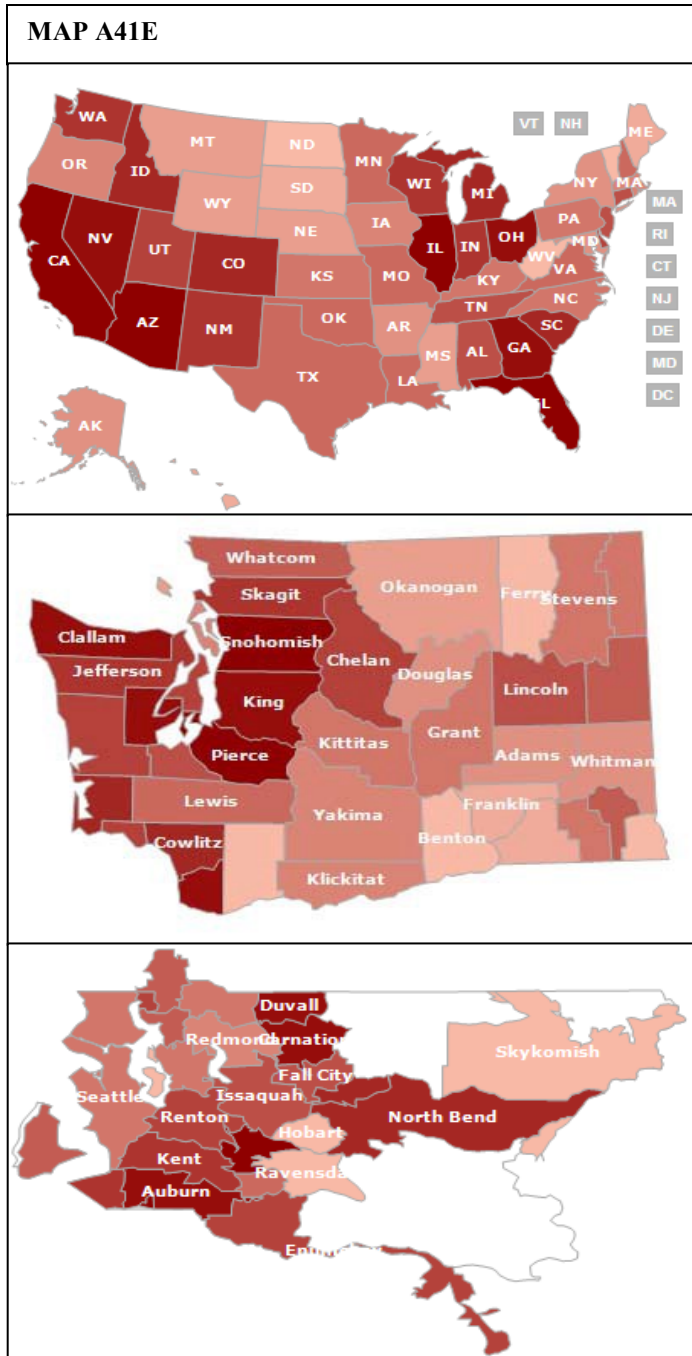 MAP A41E
WA
MT
ND
MN
VT
NH
ME
OR
ID
SD
WI
MI
NY
MA
WY
MA
IA
PA
RI
NE
NV
UT
CO
IL
IN
OH
MD
CT
CA
KS
MO
KY
WV
VA
NJ
AZ
NM
OK
AR
TN
NC
DE
SC
MD
TX
LA
MS
AL
GA
DC
FL
AK
Whatcom
Okanogan
Ferry
Stevens
Skagit
Clallam
Snohomish
Jefferson
Chelan
Douglas
Lincoln
King
Grant
Kittitas
Pierce
Adams
Whitman
Lewis
Yakima
Franklin
Cowlitz
Benton
Klickitat
Duvall
Redmond
Carnation
Skykomish
Fall City
Seattle
Issaquah
Renton
North Bend
Hobart
Kent
Ravensda
Auburn